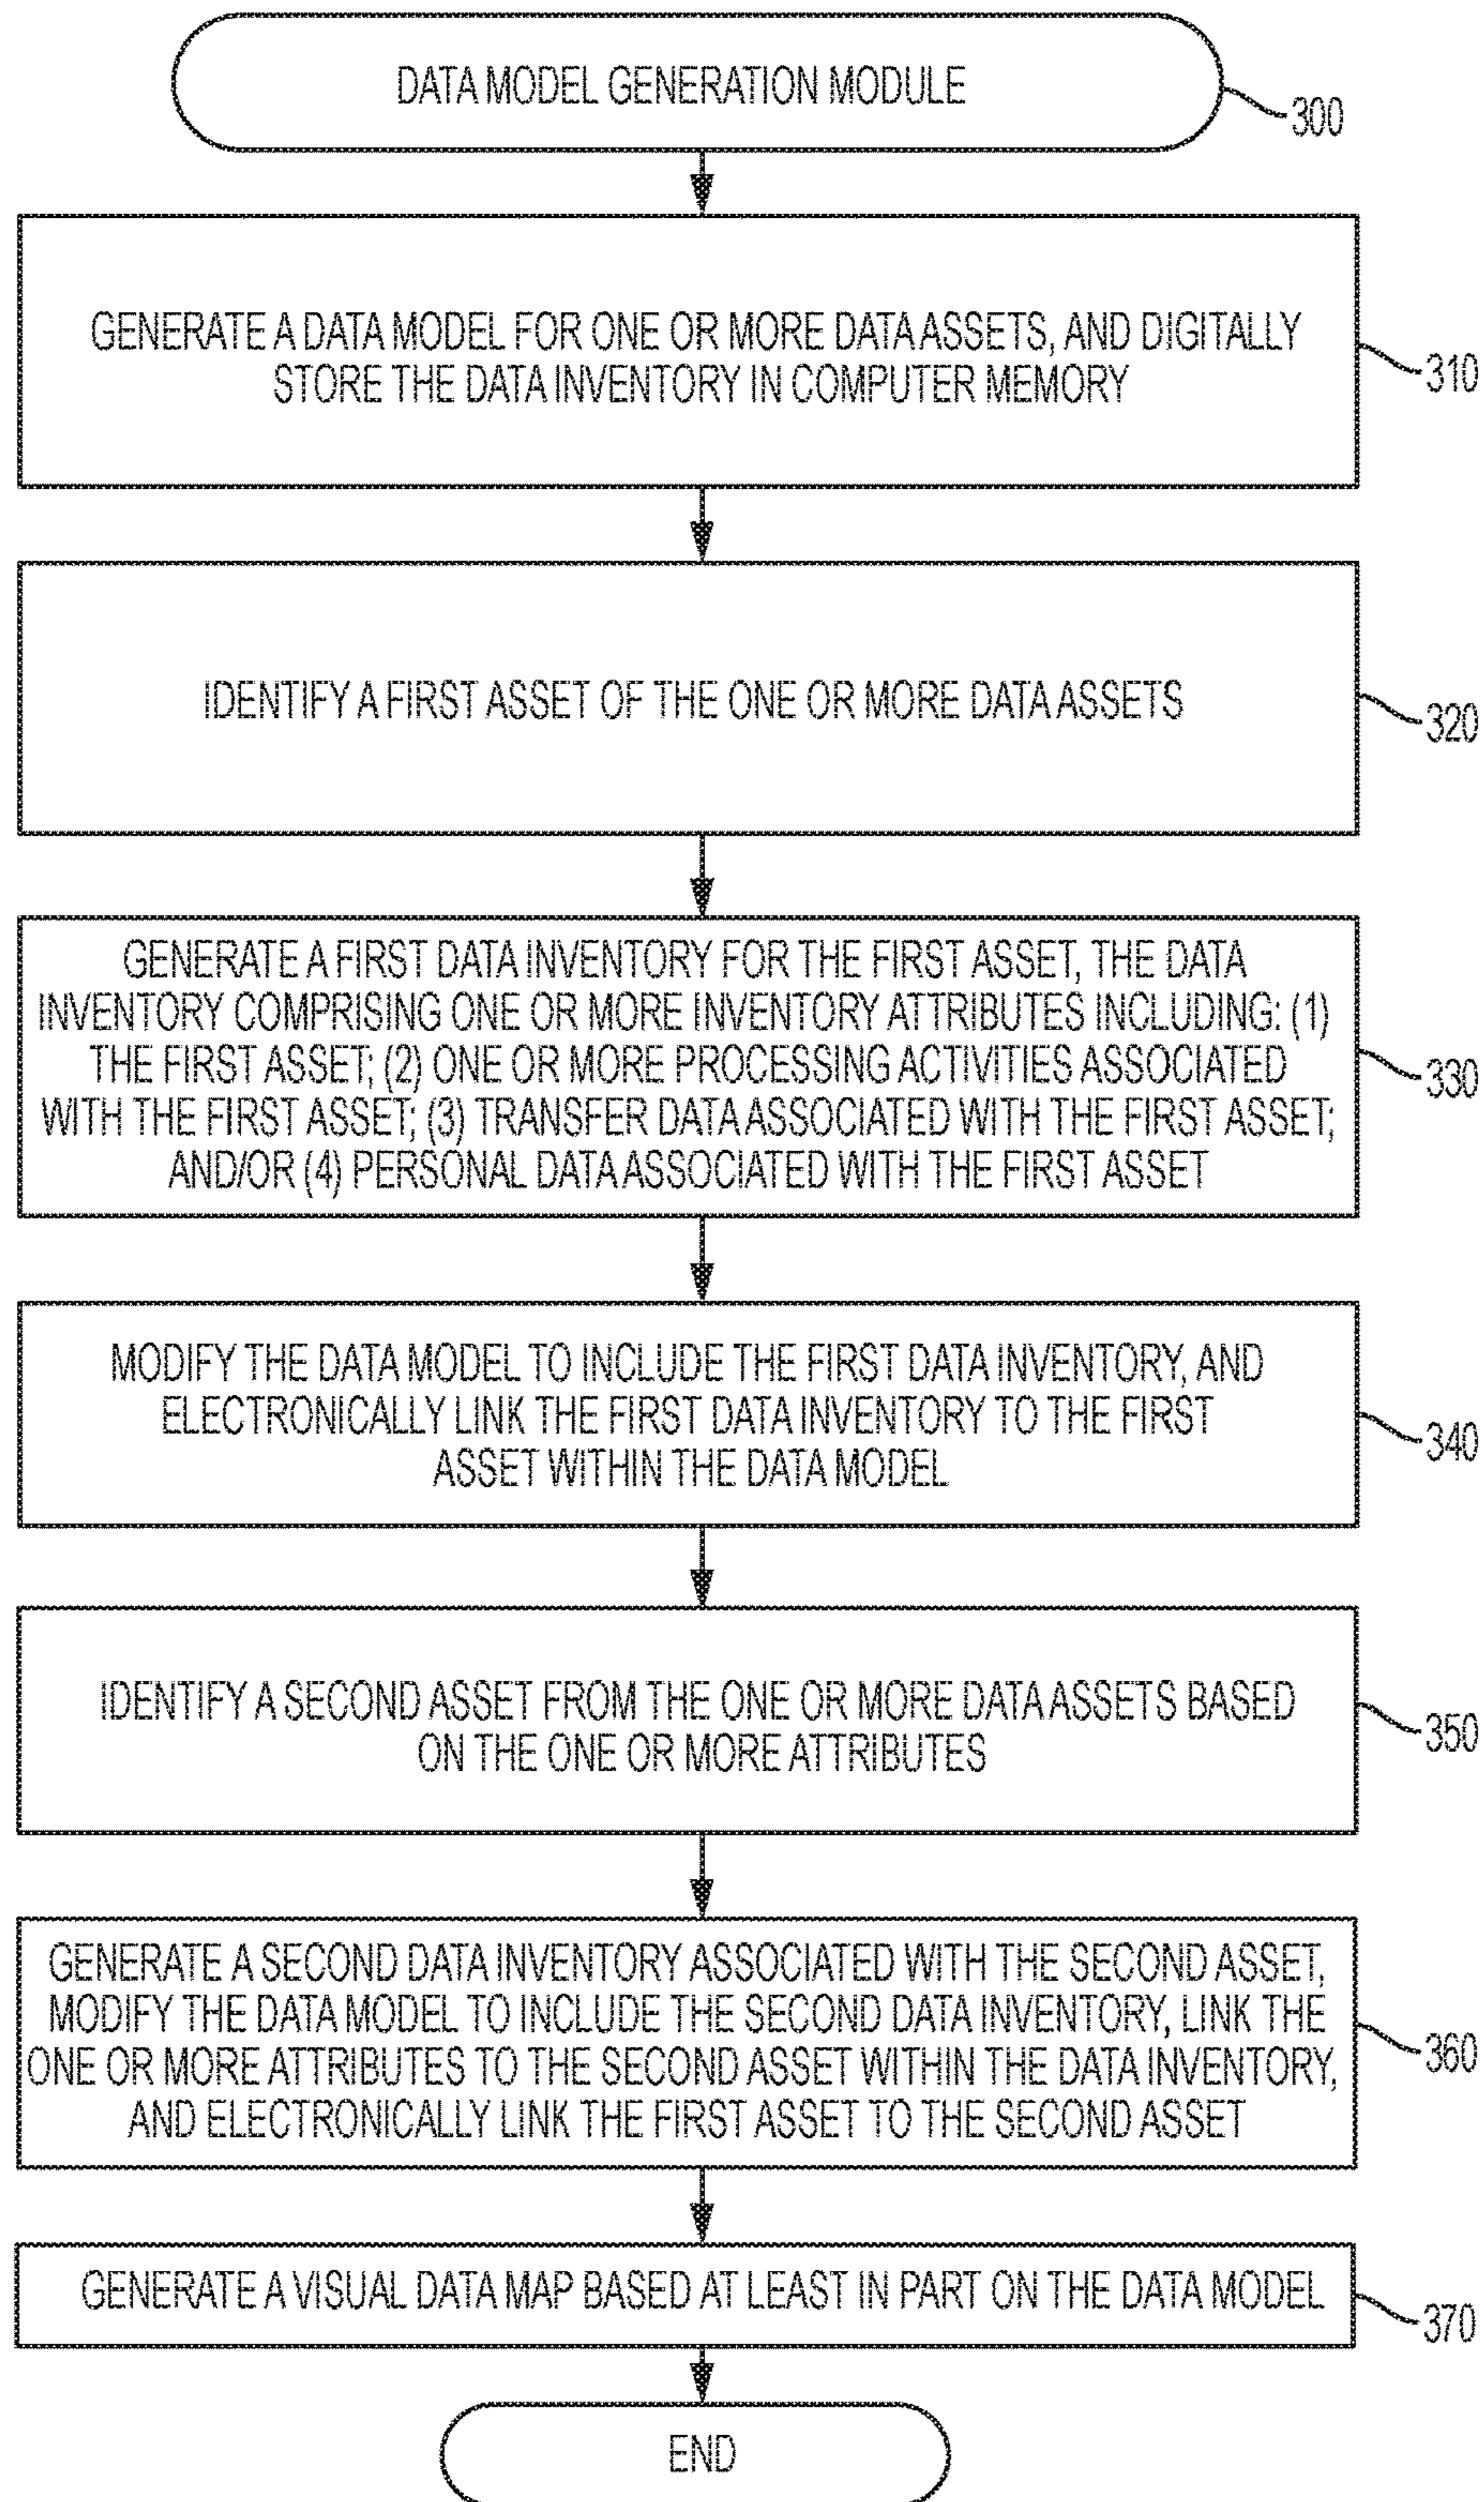 DATA MODEL GENERATION MODULE
300
GENERATE A DATA MODEL FOR ONE OR MORE DATA ASSETS, AND DIGITALLY
STORE THE DATA INVENTORY IN COMPUTER MEMORY
310
IDENTIFY A FIRST ASSET OF THE ONE OR MORE DATA ASSETS
320
GENERATE A FIRST DATA INVENTORY FOR THE FIRST ASSET, THE DATA
INVENTORY COMPRISING ONE OR MORE INVENTORY ATTRIBUTES INCLUDING: (1)
THE FIRST ASSET; (2) ONE OR MORE PROCESSING ACTIVITIES ASSOCIATED
WITH THE FIRST ASSET; (3) TRANSFER DATA ASSOCIATED WITH THE FIRST ASSET;
AND/OR (4) PERSONAL DATA ASSOCIATED WITH THE FIRST ASSET
330
MODIFY THE DATA MODEL TO INCLUDE THE FIRST DATA INVENTORY, AND
ELECTRONICALLY LINK THE FIRST DATA INVENTORY TO THE FIRST
ASSET WITHIN THE DATA MODEL
340
IDENTIFY A SECOND ASSET FROM THE ONE OR MORE DATA ASSETS BASED
ON THE ONE OR MORE ATTRIBUTES
350
GENERATE A SECOND DATA INVENTORY ASSOCIATED WITH THE SECOND ASSET,
MODIFY THE DATA MODEL TO INCLUDE THE SECOND DATA INVENTORY, LINK THE
ONE OR MORE ATTRIBUTES TO THE SECOND ASSET WITHIN THE DATA INVENTORY,
AND ELECTRONICALLY LINK THE FIRST ASSET TO THE SECOND ASSET
360
GENERATE A VISUAL DATA MAP BASED AT LEAST IN PART ON THE DATA MODEL
370
END